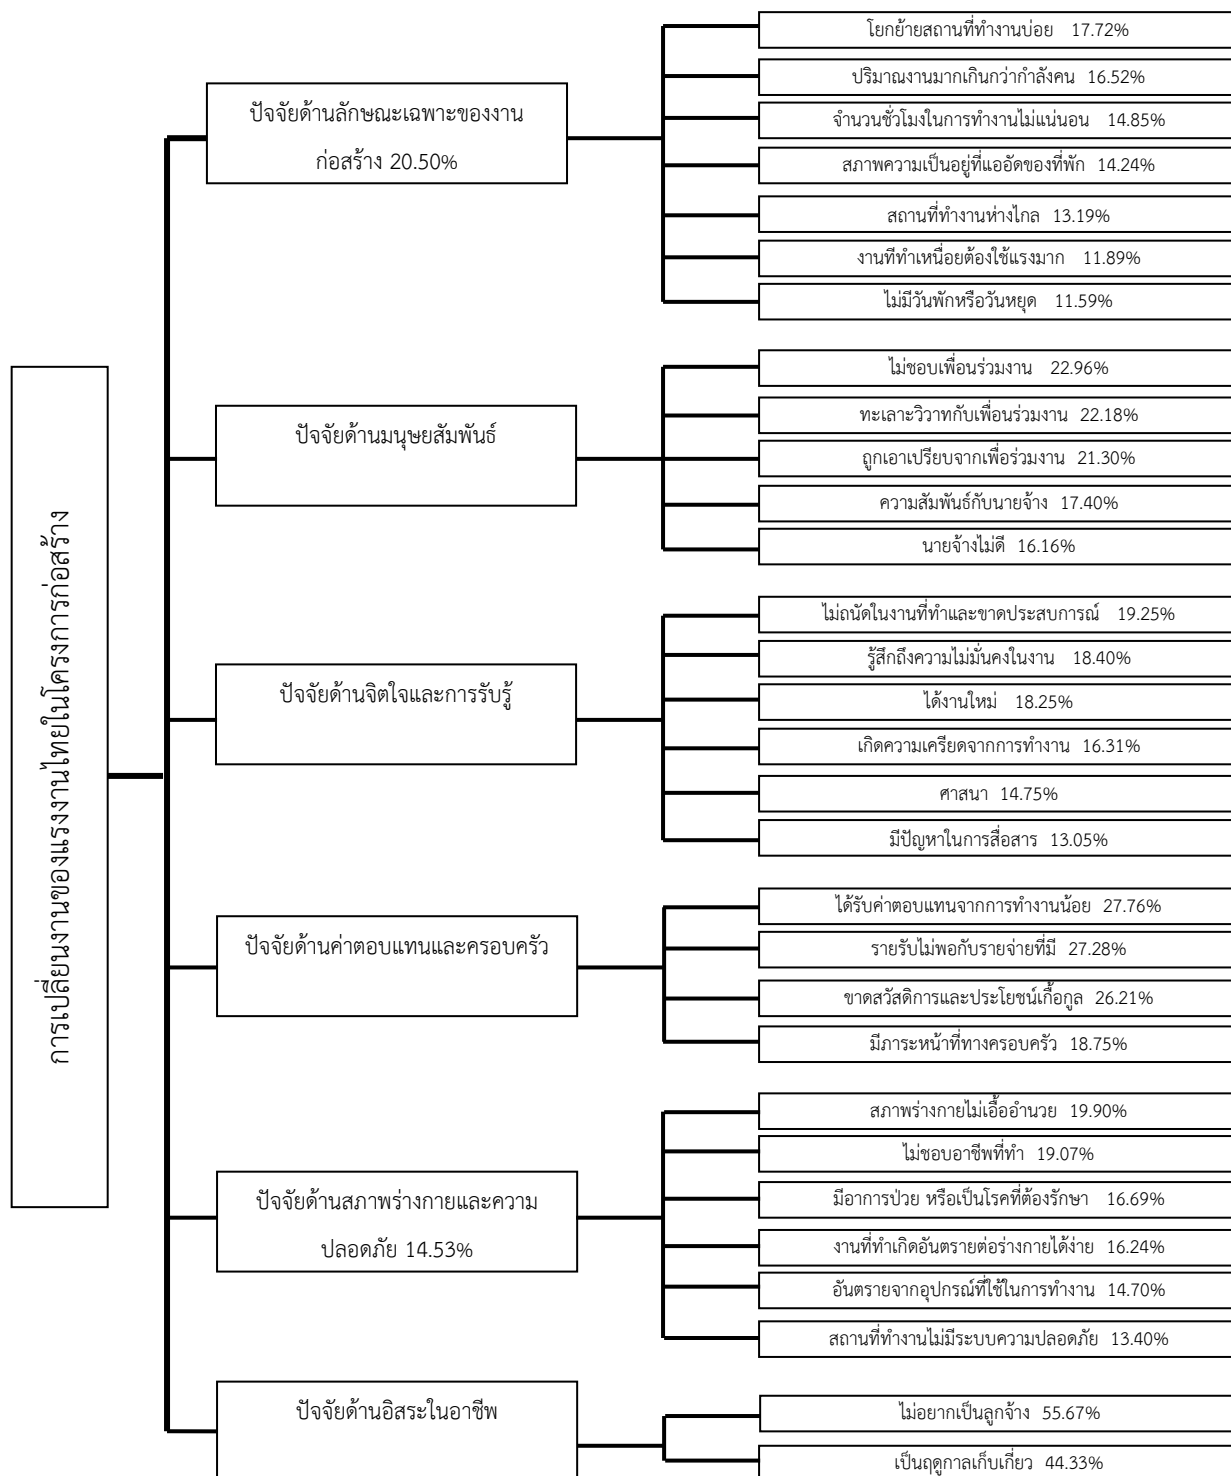 การเปลี่ยนงานของแรงงานไทยในโครงการก่อสร้าง
ปัจจัยด้านลักษณะเฉพาะของงาน
ก่อสร้าง 20.50%
โยกย้ายสถานที่ทำงานบ่อย 17.72%
ปริมาณงานมากเกินกว่ากำลังคน 16.52%
จำนวนชั่วโมงในการทำงานไม่แน่นอน 14.85%
สภาพความเป็นอยู่ที่แออัดของที่พัก 14.24%
สถานที่ทำงานห่างไกล 13.19%
งานทีทำเหนื่อยต้องใช้แรงมาก 11.89%
ไม่มีวันพักหรือวันหยุด 11.59%
ปัจจัยด้านมนุษยสัมพันธ์
ไม่ชอบเพื่อนร่วมงาน 22.96%
ทะเลาะวิวาทกับเพื่อนร่วมงาน 22.18%
ถูกเอาเปรียบจากเพื่อร่วมงาน 21.30%
ความสัมพันธ์กับนายจ้าง 17.40%
นายจ้างไม่ดี 16.16%
ปัจจัยด้านจิตใจและการรับรู้
ไม่ถนัดในงานที่ทำและขาดประสบการณ์ 19.25%
รู้สึกถึงความไม่มั่นคงในงาน 18.40%
ได้งานใหม่ 18.25%
เกิดความเครียดจากการทำงาน 16.31%
ศาสนา 14.75%
มีปัญหาในการสื่อสาร 13.05%
ปัจจัยด้านค่าตอบแทนและครอบครัว
ได้รับค่าตอบแทนจากการทำงานน้อย 27.76%
รายรับไม่พอกับรายจ่ายที่มี 27.28%
ขาดสวัสดิการและประโยชน์เกื้อกูล 26.21%
มีภาระหน้าที่ทางครอบครัว 18.75%
ปัจจัยด้านสภาพร่างกายและความ
ปลอดภัย 14.53%
สภาพร่างกายไม่เอื้ออำนวย 19.90%
ไม่ชอบอาชีพที่ทำ 19.07%
มีอาการป่วย หรือเป็นโรคที่ต้องรักษา 16.69%
งานที่ทำเกิดอันตรายต่อร่างกายได้ง่าย 16.24%
อันตรายจากอุปกรณ์ที่ใช้ในการทำงาน 14.70%
สถานที่ทำงานไม่มีระบบความปลอดภัย 13.40%
ปัจจัยด้านอิสระในอาชีพ
ไม่อยากเป็นลูกจ้าง 55.67%
เป็นฤดูกาลเก็บเกี่ยว 44.33%